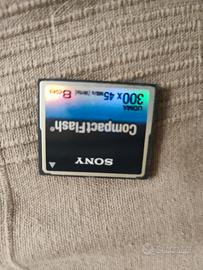 SONY
CompactFlash®
300x 45MB/s
UDMA
8GB